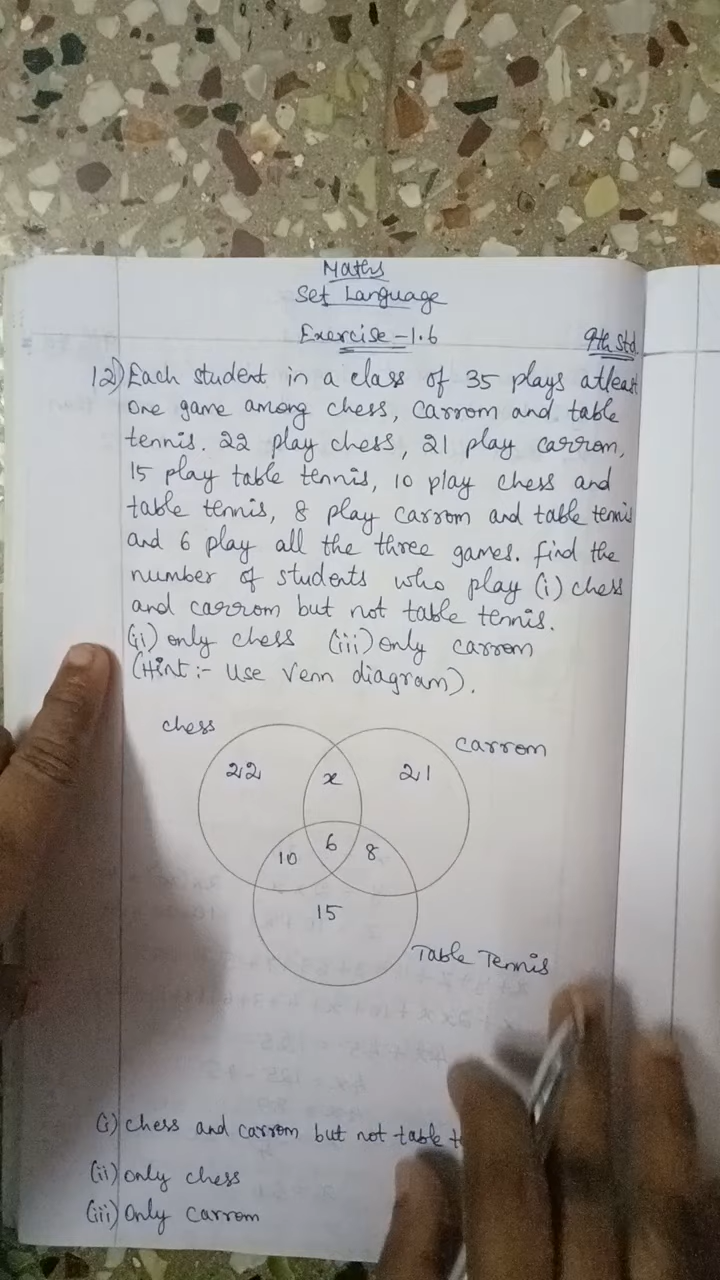 Maths
Set Language
Exercise-1.6
9th Std.
12) Each student in a class of 35 plays atleast
one game among chess, carrom and table
tennis. 22 play chess, 21 play carrom,
15 play table tennis, 10 play chess and
table tennis, 8 play carrom and table tennis
and 6 play all the three games. find the
number of students who play (i) chess
and carrom but not table tennis.
(ii) only chess (iii) only carrom
(Hint:- Use Venn diagram).
chess
carrom
22 x 21
10 6 8
15
Table Tennis
(i) chess and carrom but not table t
(ii) only chess
(iii) Only carrom